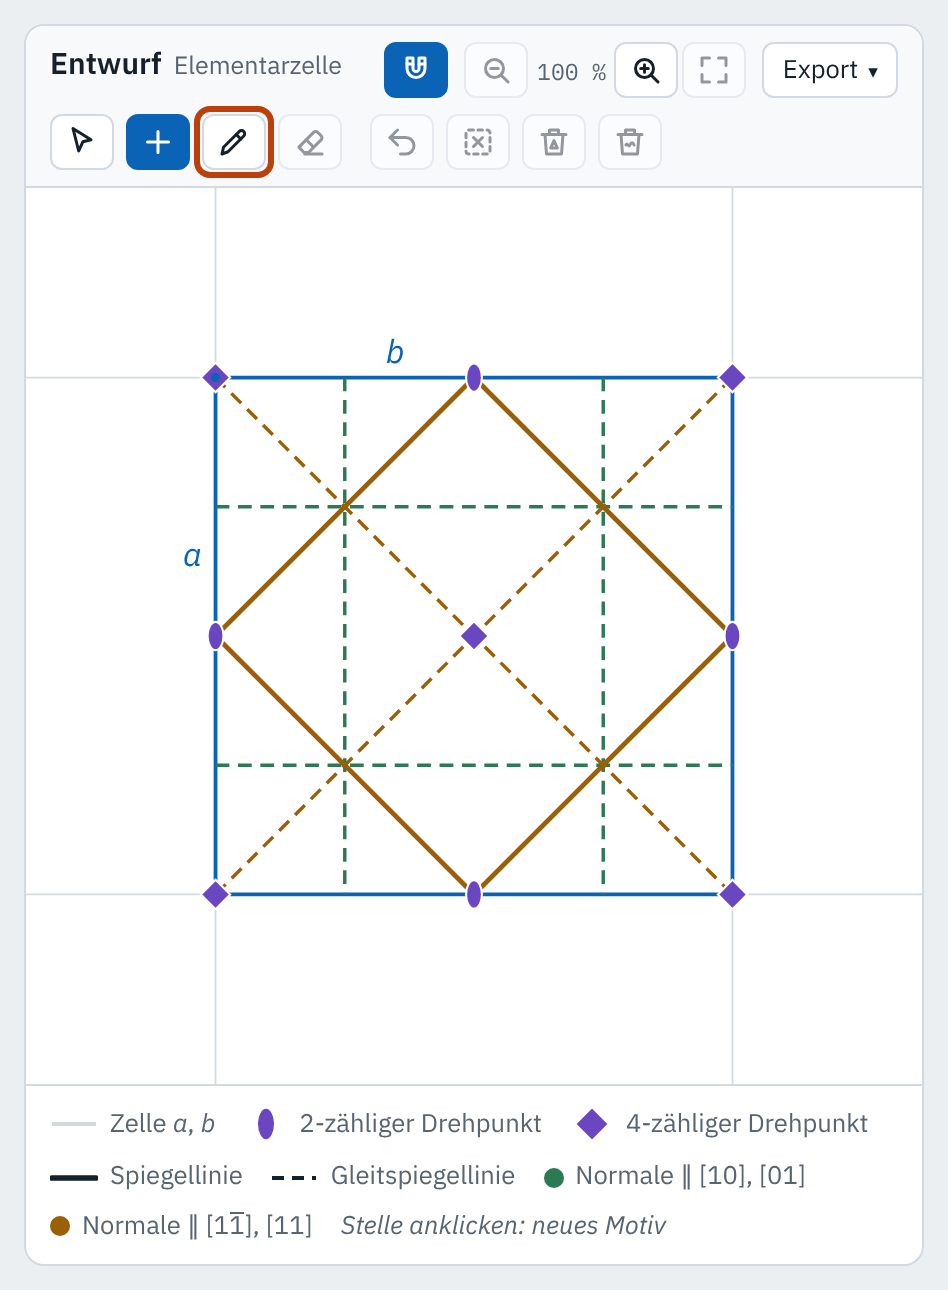 Entwurf Elementarzelle 100 % Export ▾
b
a
Zelle a, b 2-zähliger Drehpunkt 4-zähliger Drehpunkt
Spiegellinie Gleitspiegellinie Normale ∥ [10], [01]
Normale ∥ [11̅], [11] Stelle anklicken: neues Motiv